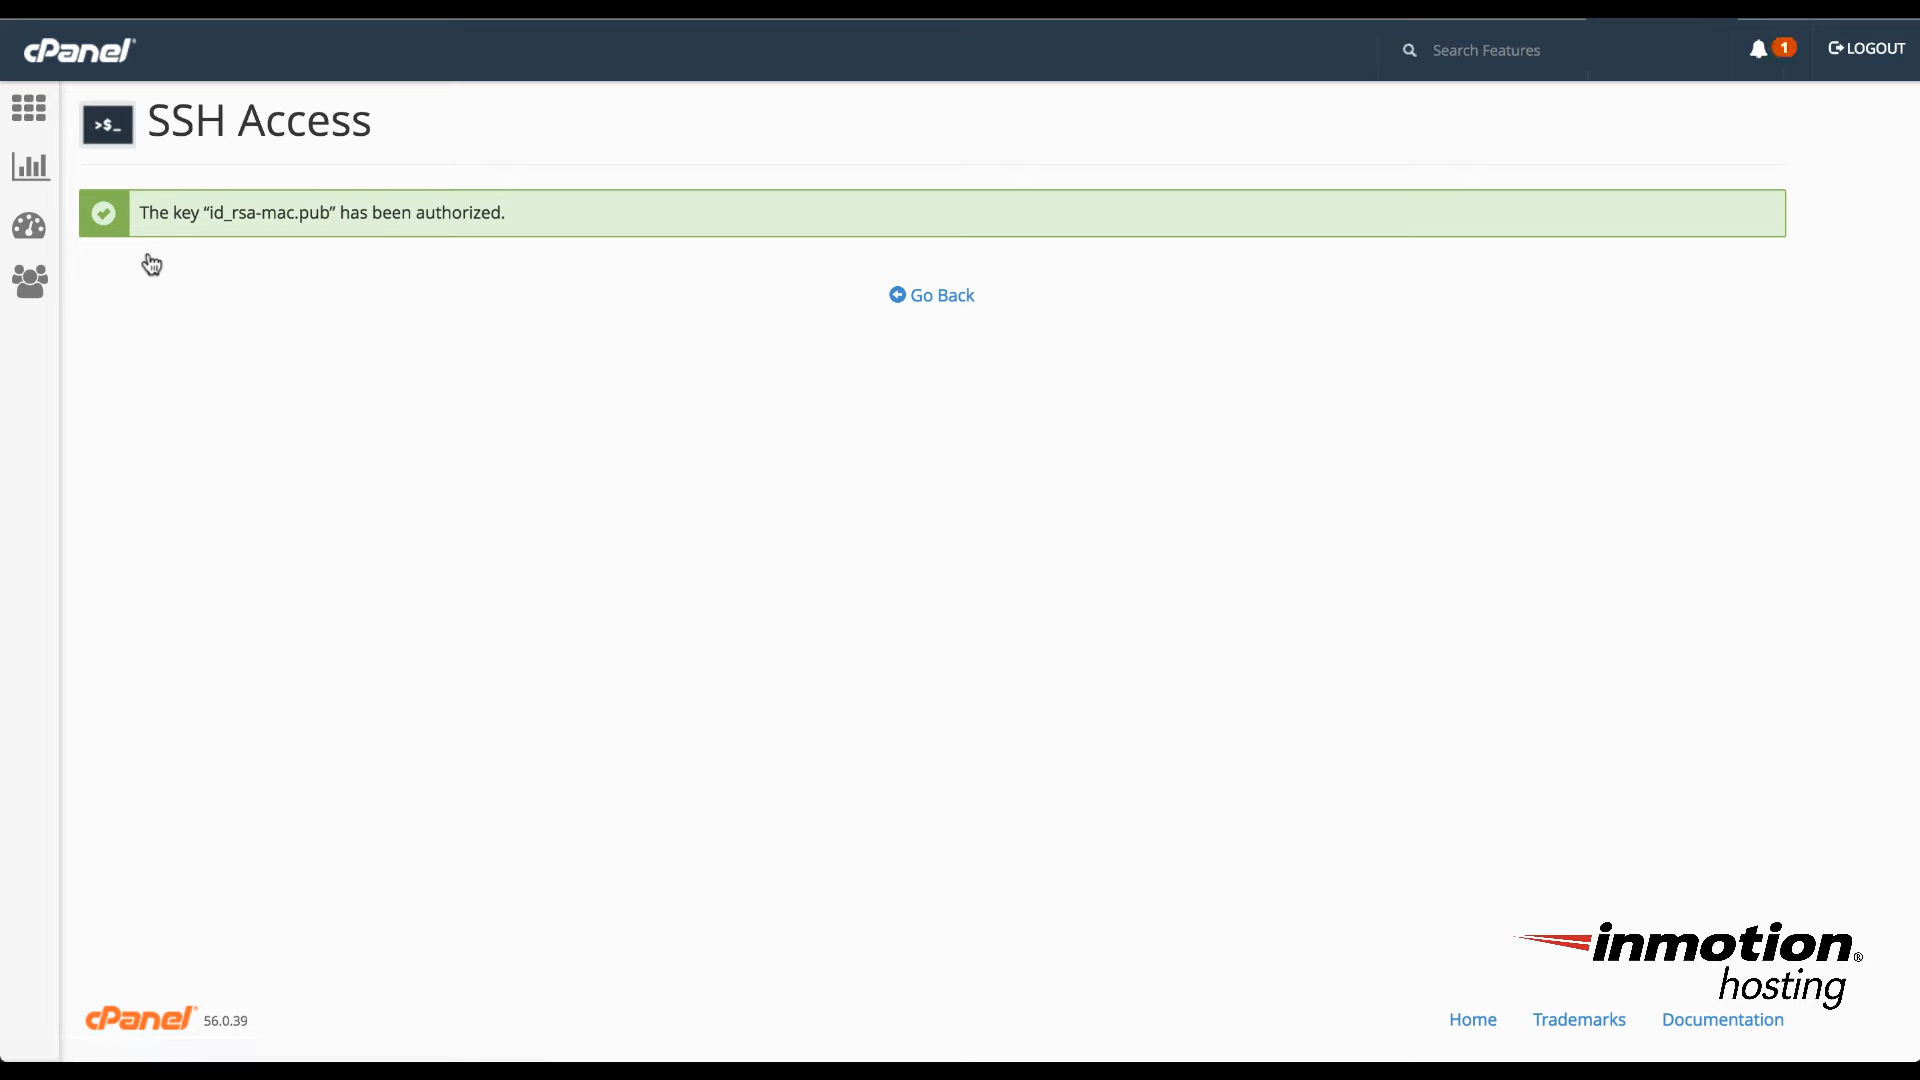 cPanel®
Search Features
1
LOGOUT
>$_
SSH Access
The key “id_rsa-mac.pub” has been authorized.
Go Back
inmotion®
hosting
cPanel® 56.0.39
Home
Trademarks
Documentation